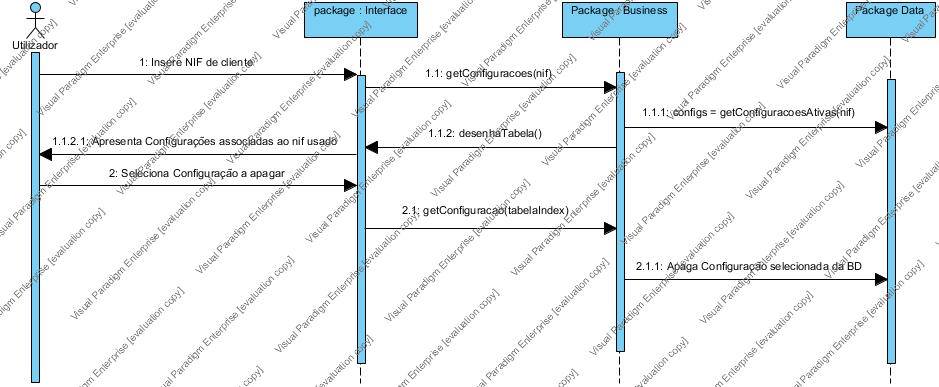 package : Interface
Package : Business
Package Data
Utilizador
1: Insere NIF de cliente
1.1: getConfiguracoes(nif)
1.1.1: configs = getConfiguracoesAtivas(nif)
1.1.2: desenhaTabela()
1.1.2.1: Apresenta Configurações associadas ao nif usado
2: Seleciona Configuração a apagar
2.1: getConfiguracao(tabelaIndex)
2.1.1: Apaga Configuração selecionada da BD
Visual Paradigm Enterprise [evaluation copy]